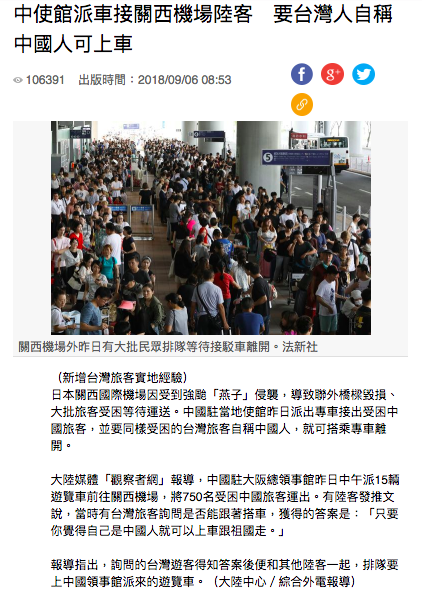 中使館派車接關西機場陸客　要台灣人自稱
中國人可上車
106391　出版時間：2018/09/06 08:53
關西機場外昨日有大批民眾排隊等待接駁車離開。法新社
（新增台灣旅客實地經驗）
日本關西國際機場因受到強颱「燕子」侵襲，導致聯外橋樑毀損、
大批旅客受困等待運送。中國駐當地使館昨日派出專車接出受困中
國旅客，並要同樣受困的台灣旅客自稱中國人，就可搭乘專車離
開。
大陸媒體「觀察者網」報導，中國駐大阪總領事館昨日中午派15輛
遊覽車前往關西機場，將750名受困中國旅客運出。有陸客發推文
說，當時有台灣旅客詢問是否能跟著搭車，獲得的答案是：「只要
你覺得自己是中國人就可以上車跟祖國走。」
報導指出，詢問的台灣遊客得知答案後便和其他陸客一起，排隊要
上中國領事館派來的遊覽車。（大陸中心／綜合外電報導）